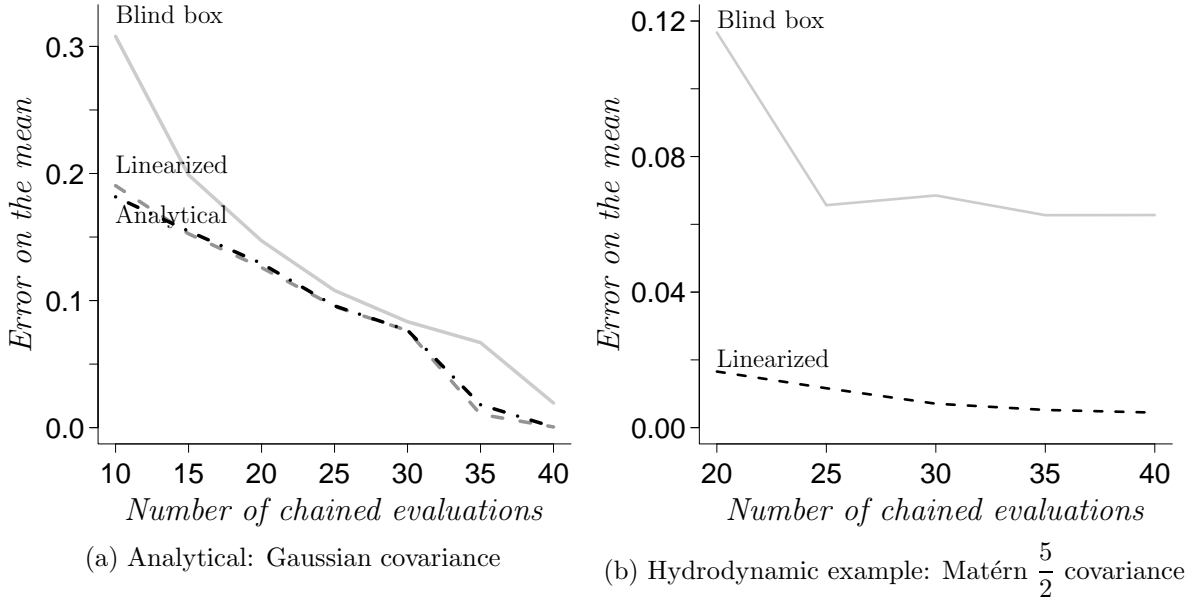 Blind box
Linearized
Analytical
Error on the mean
0.3
0.2
0.1
0.0
10 15 20 25 30 35 40
Number of chained evaluations
(a) Analytical: Gaussian covariance
Blind box
Linearized
Error on the mean
0.12
0.08
0.04
0.00
20 25 30 35 40
Number of chained evaluations
(b) Hydrodynamic example: Matérn 5/2 covariance